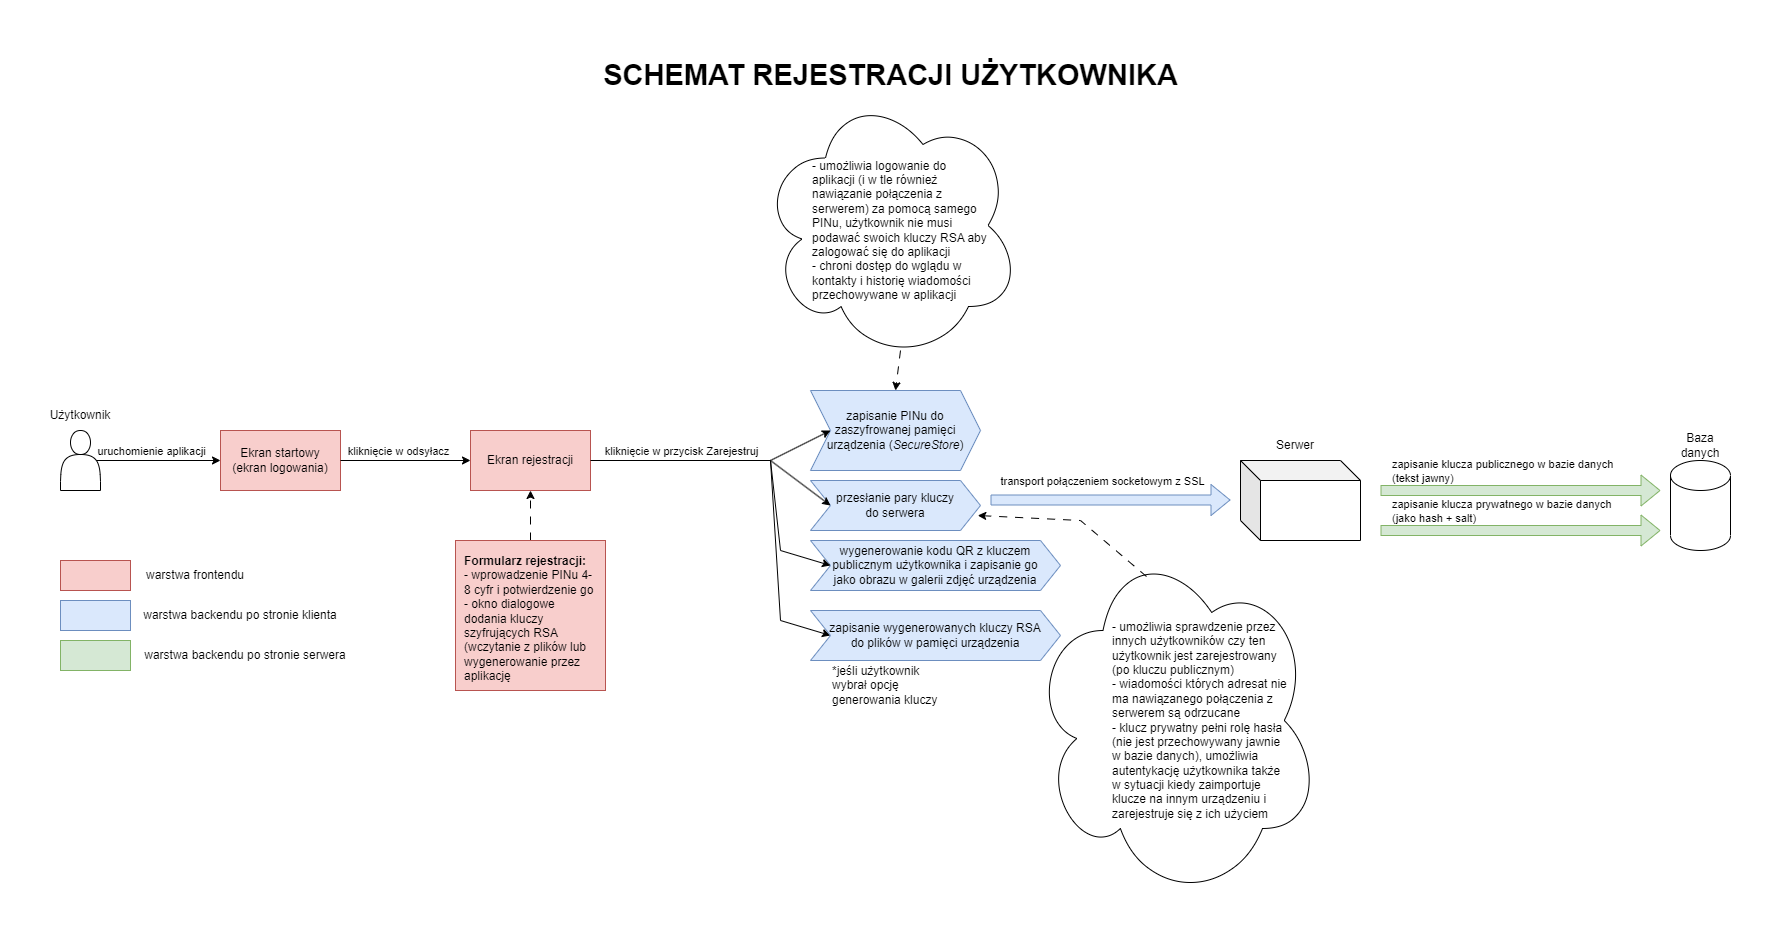 SCHEMAT REJESTRACJI UŻYTKOWNIKA
- umożliwia logowanie do
aplikacji (i w tle również
nawiązanie połączenia z
serwerem) za pomocą samego
PINu, użytkownik nie musi
podawać swoich kluczy RSA aby
zalogować się do aplikacji
- chroni dostęp do wglądu w
kontakty i historię wiadomości
przechowywane w aplikacji
Użytkownik
uruchomienie aplikacji
Ekran startowy
(ekran logowania)
kliknięcie w odsyłacz
Ekran rejestracji
kliknięcie w przycisk Zarejestruj
Formularz rejestracji:
- wprowadzenie PINu 4-
8 cyfr i potwierdzenie go
- okno dialogowe
dodania kluczy
szyfrujących RSA
(wczytanie z plików lub
wygenerowanie przez
aplikację
zapisanie PINu do
zaszyfrowanej pamięci
urządzenia (SecureStore)
przesłanie pary kluczy
do serwera
wygenerowanie kodu QR z kluczem
publicznym użytkownika i zapisanie go
jako obrazu w galerii zdjęć urządzenia
zapisanie wygenerowanych kluczy RSA
do plików w pamięci urządzenia
*jeśli użytkownik
wybrał opcję
generowania kluczy
transport połączeniem socketowym z SSL
Serwer
zapisanie klucza publicznego w bazie danych
(tekst jawny)
zapisanie klucza prywatnego w bazie danych
(jako hash + salt)
Baza
danych
- umożliwia sprawdzenie przez
innych użytkowników czy ten
użytkownik jest zarejestrowany
(po kluczu publicznym)
- wiadomości których adresat nie
ma nawiązanego połączenia z
serwerem są odrzucane
- klucz prywatny pełni rolę hasła
(nie jest przechowywany jawnie
w bazie danych), umożliwia
autentykację użytkownika także
w sytuacji kiedy zaimportuje
klucze na innym urządzeniu i
zarejestruje się z ich użyciem
warstwa frontendu
warstwa backendu po stronie klienta
warstwa backendu po stronie serwera